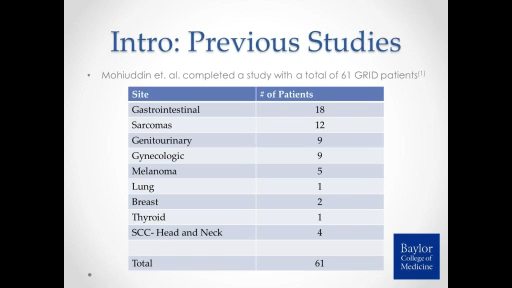 Intro: Previous Studies
• Mohiuddin et. al. completed a study with a total of 61 GRID patients(1)
Site # of Patients
Gastrointestinal 18
Sarcomas 12
Genitourinary 9
Gynecologic 9
Melanoma 5
Lung 1
Breast 2
Thyroid 1
SCC- Head and Neck 4
Total 61
Baylor
College of
Medicine